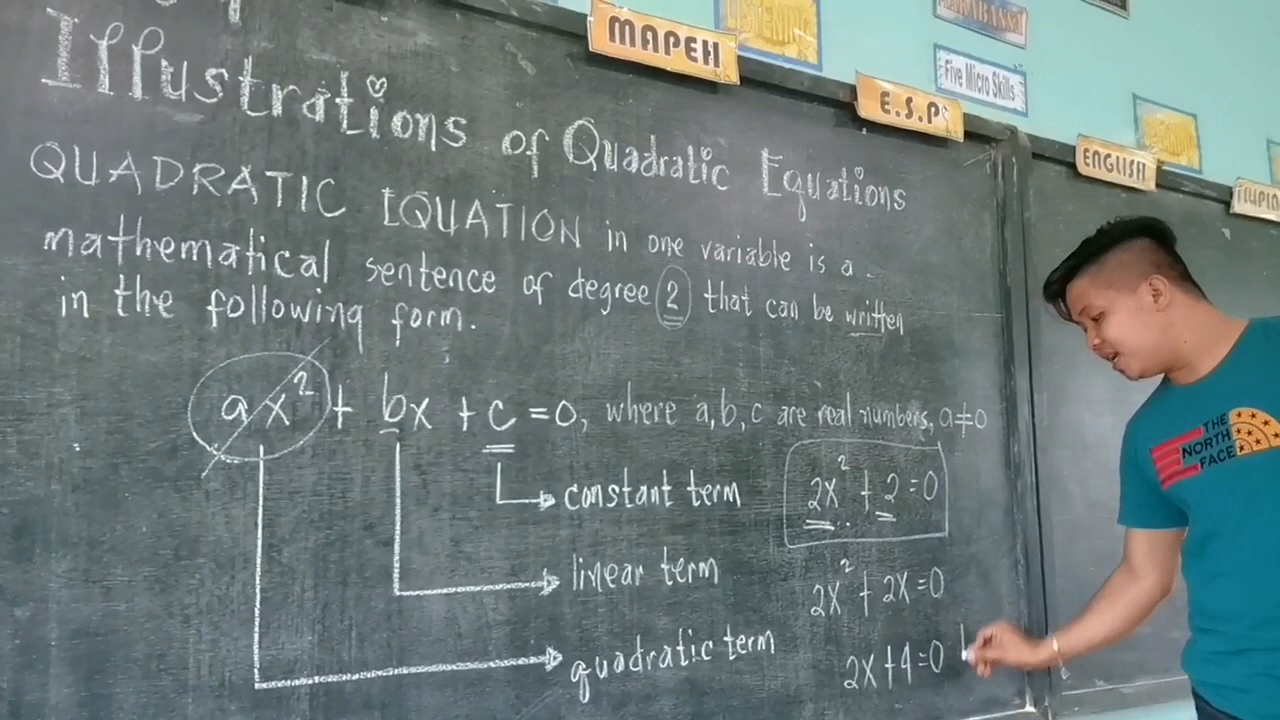 MAPEH
LISTENING
E.S.P
Five Micro Skills
ENGLISH
Illustrations of Quadratic Equations
QUADRATIC EQUATION in one variable is a
mathematical sentence of degree 2 that can be written
in the following form.
ax² + bx + c = 0, where a, b, c are real numbers, a≠0
constant term
2x² + 2 = 0
linear term
2x² + 2x = 0
quadratic term
2x + 4 = 0
THE
NORTH
FACE